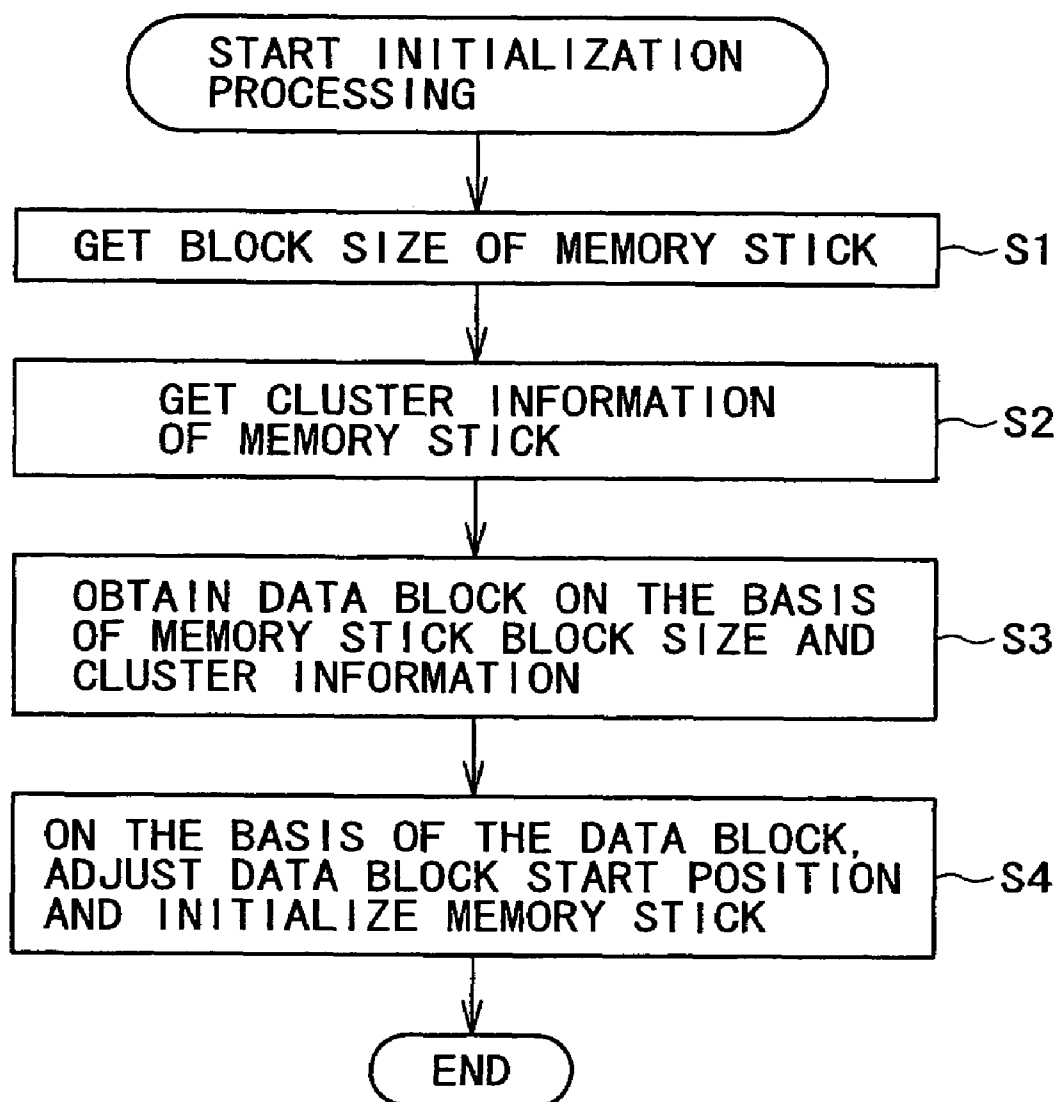 START INITIALIZATION
PROCESSING
GET BLOCK SIZE OF MEMORY STICK
S1
GET CLUSTER INFORMATION
OF MEMORY STICK
S2
OBTAIN DATA BLOCK ON THE BASIS
OF MEMORY STICK BLOCK SIZE AND
CLUSTER INFORMATION
S3
ON THE BASIS OF THE DATA BLOCK,
ADJUST DATA BLOCK START POSITION
AND INITIALIZE MEMORY STICK
S4
END